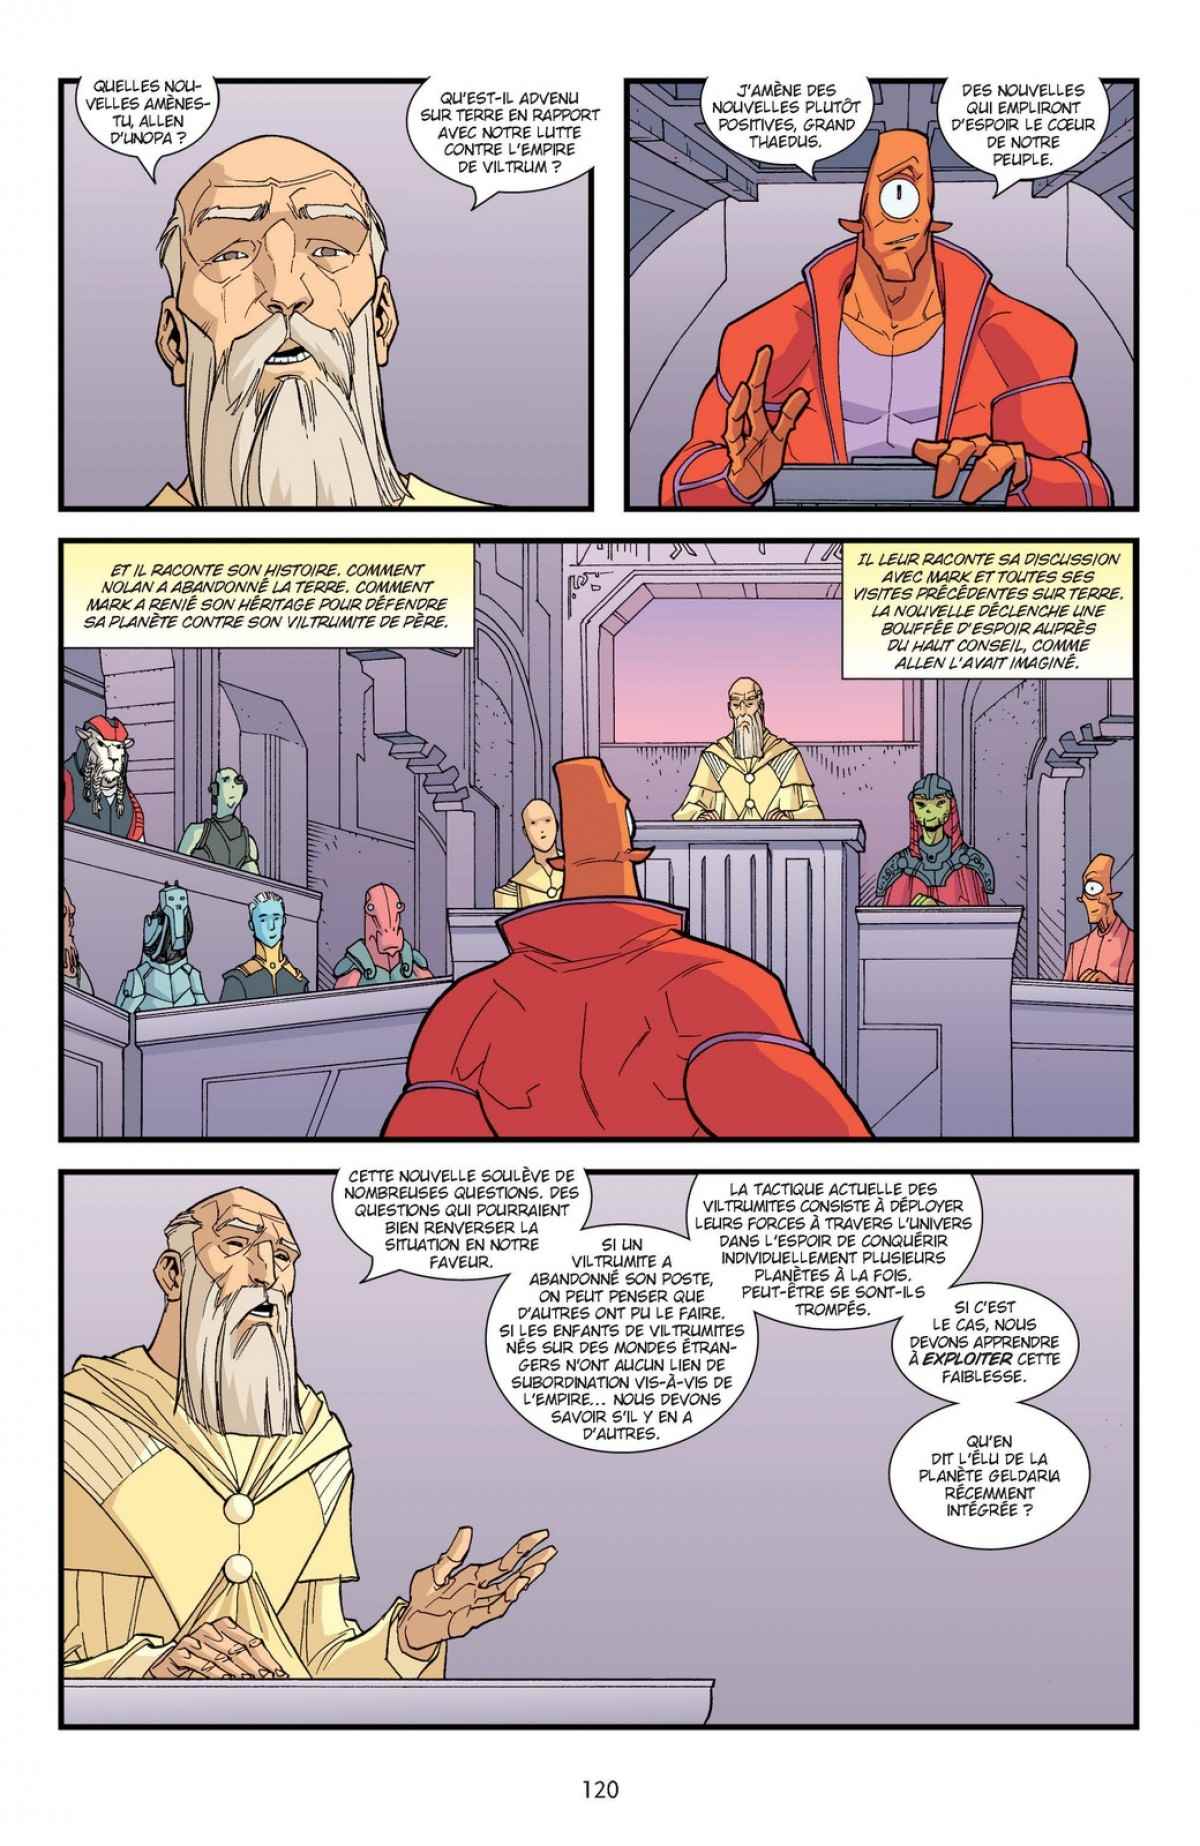 QUELLES NOU-
VELLES AMÈNES-
TU, ALLEN
D'UNOPA ?
QU'EST-IL ADVENU
SUR TERRE EN RAPPORT
AVEC NOTRE LUTTE
CONTRE L'EMPIRE
DE VILTRUM ?
J'AMÈNE DES
NOUVELLES PLUTÔT
POSITIVES, GRAND
THAEDUS.
DES NOUVELLES
QUI EMPLIRONT
D'ESPOIR LE CŒUR
DE NOTRE
PEUPLE.
ET IL RACONTE SON HISTOIRE. COMMENT
NOLAN A ABANDONNÉ LA TERRE. COMMENT
MARK A RENIÉ SON HÉRITAGE POUR DÉFENDRE
SA PLANÈTE CONTRE SON VILTRUMITE DE PÈRE.
IL LEUR RACONTE SA DISCUSSION
AVEC MARK ET TOUTES SES
VISITES PRÉCÉDENTES SUR TERRE.
LA NOUVELLE DÉCLENCHE UNE
BOUFFÉE D'ESPOIR AUPRÈS
DU HAUT CONSEIL, COMME
ALLEN L'AVAIT IMAGINÉ.
CETTE NOUVELLE SOULÈVE DE
NOMBREUSES QUESTIONS. DES
QUESTIONS QUI POURRAIENT
BIEN RENVERSER LA
SITUATION EN NOTRE
FAVEUR.
SI UN
VILTRUMITE A
ABANDONNÉ SON POSTE,
ON PEUT PENSER QUE
D'AUTRES ONT PU LE FAIRE.
SI LES ENFANTS DE VILTRUMITES
NÉS SUR DES MONDES ÉTRAN-
GERS N'ONT AUCUN LIEN DE
SUBORDINATION VIS-À-VIS DE
L'EMPIRE... NOUS DEVONS
SAVOIR S'IL Y EN A
D'AUTRES.
LA TACTIQUE ACTUELLE DES
VILTRUMITES CONSISTE À DÉPLOYER
LEURS FORCES À TRAVERS L'UNIVERS
DANS L'ESPOIR DE CONQUÉRIR
INDIVIDUELLEMENT PLUSIEURS
PLANÈTES À LA FOIS.
PEUT-ÊTRE SE SONT-ILS
TROMPÉS.
SI C'EST
LE CAS, NOUS
DEVONS APPRENDRE
À EXPLOITER CETTE
FAIBLESSE.
QU'EN
DIT L'ÉLU DE LA
PLANÈTE GELDARIA
RÉCEMMENT
INTÉGRÉE ?
120